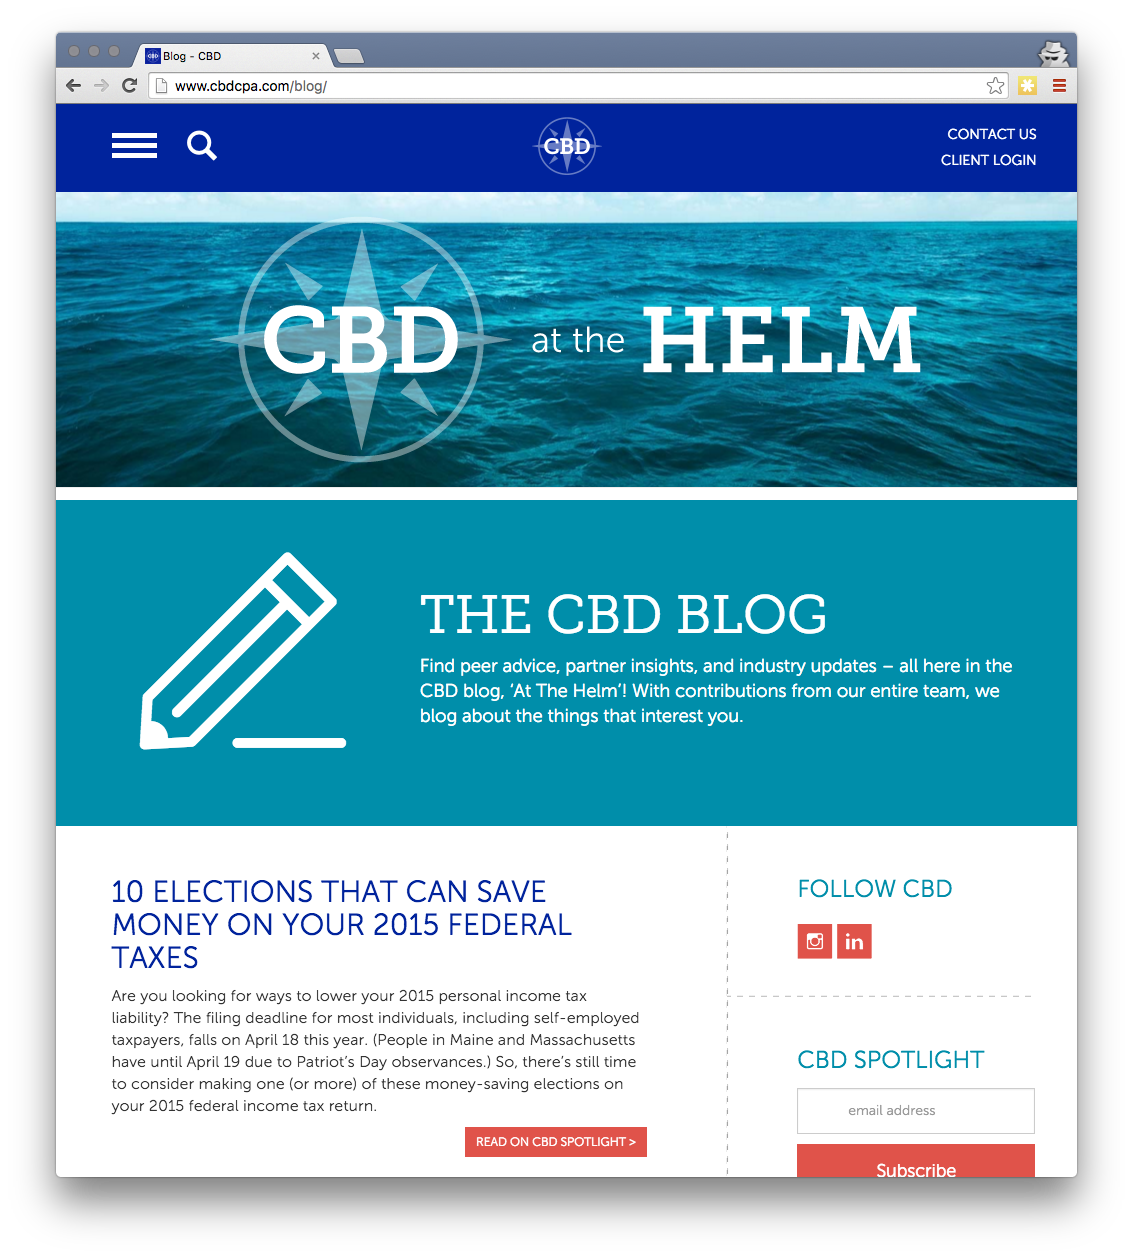 Blog - CBD
www.cbdcpa.com/blog/
CBD
CONTACT US
CLIENT LOGIN
CBD at the HELM
THE CBD BLOG
Find peer advice, partner insights, and industry updates – all here in the
CBD blog, ‘At The Helm’! With contributions from our entire team, we
blog about the things that interest you.
10 ELECTIONS THAT CAN SAVE
MONEY ON YOUR 2015 FEDERAL
TAXES
Are you looking for ways to lower your 2015 personal income tax
liability? The filing deadline for most individuals, including self-employed
taxpayers, falls on April 18 this year. (People in Maine and Massachusetts
have until April 19 due to Patriot’s Day observances.) So, there’s still time
to consider making one (or more) of these money-saving elections on
your 2015 federal income tax return.
READ ON CBD SPOTLIGHT >
FOLLOW CBD
in
CBD SPOTLIGHT
email address
Subscribe